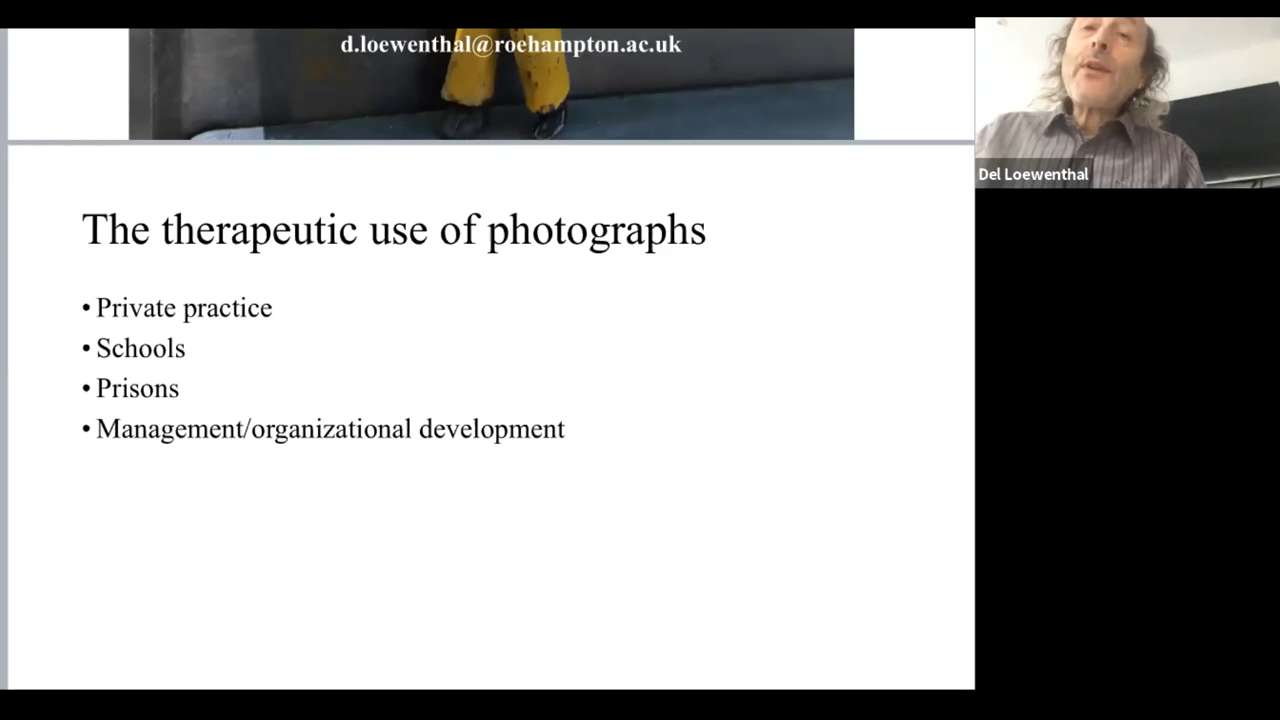 d.loewenthal@roehampton.ac.uk
Del Loewenthal
The therapeutic use of photographs
• Private practice
• Schools
• Prisons
• Management/organizational development